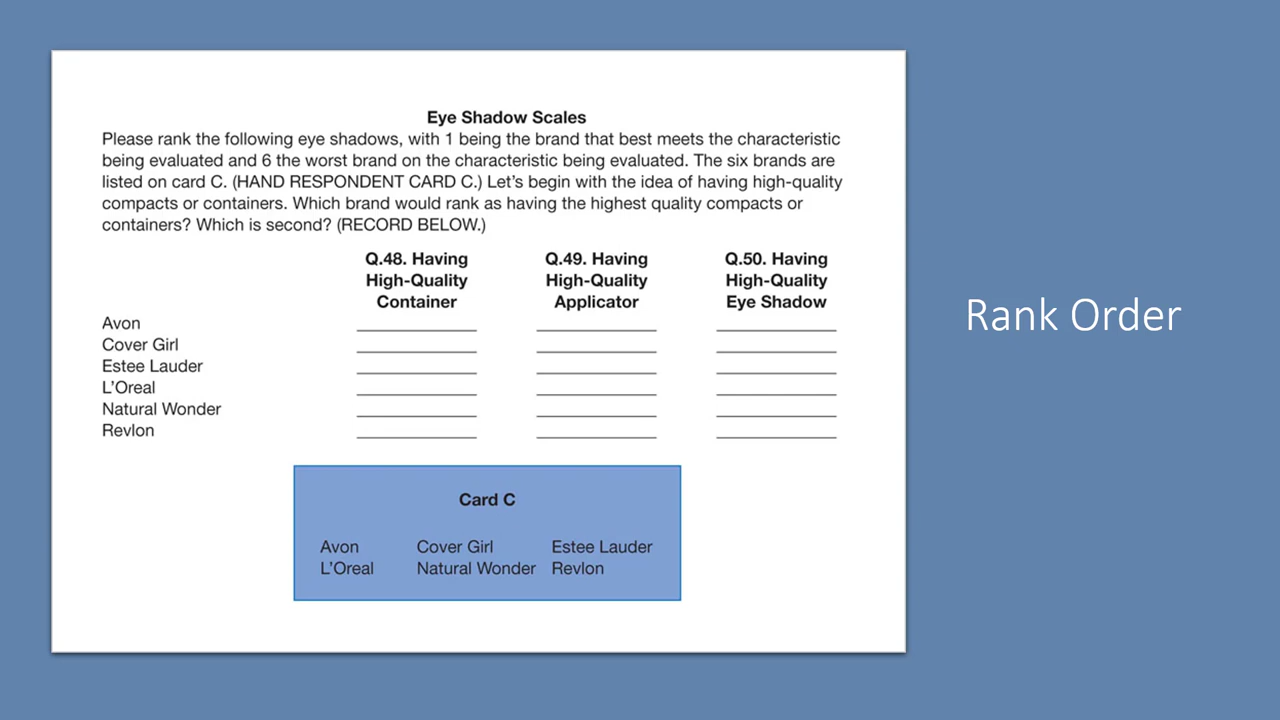 Eye Shadow Scales
Please rank the following eye shadows, with 1 being the brand that best meets the characteristic
being evaluated and 6 the worst brand on the characteristic being evaluated. The six brands are
listed on card C. (HAND RESPONDENT CARD C.) Let's begin with the idea of having high-quality
compacts or containers. Which brand would rank as having the highest quality compacts or
containers? Which is second? (RECORD BELOW.)
Q.48. Having Q.49. Having Q.50. Having
High-Quality High-Quality High-Quality
Container Applicator Eye Shadow
Avon
Cover Girl
Estee Lauder
L'Oreal
Natural Wonder
Revlon
Card C
Avon Cover Girl Estee Lauder
L'Oreal Natural Wonder Revlon
Rank Order